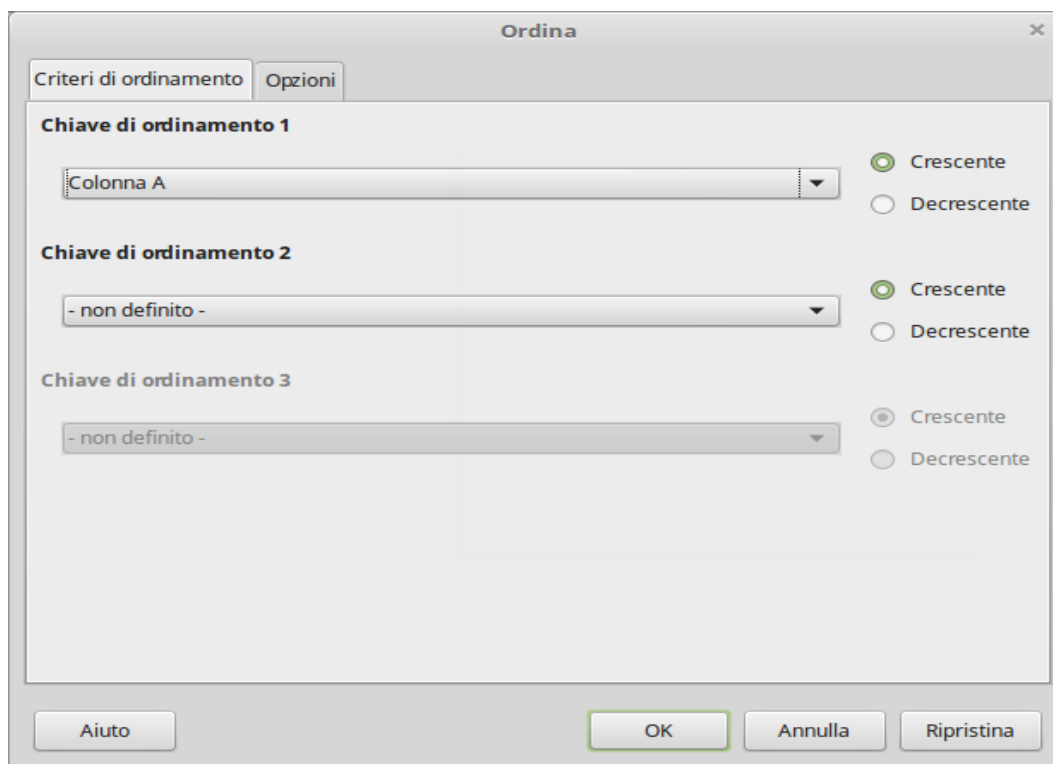 Ordina
Criteri di ordinamento Opzioni
Chiave di ordinamento 1
Colonna A
Crescente
Decrescente
Chiave di ordinamento 2
- non definito -
Crescente
Decrescente
Chiave di ordinamento 3
- non definito -
Crescente
Decrescente
Aiuto OK Annulla Ripristina